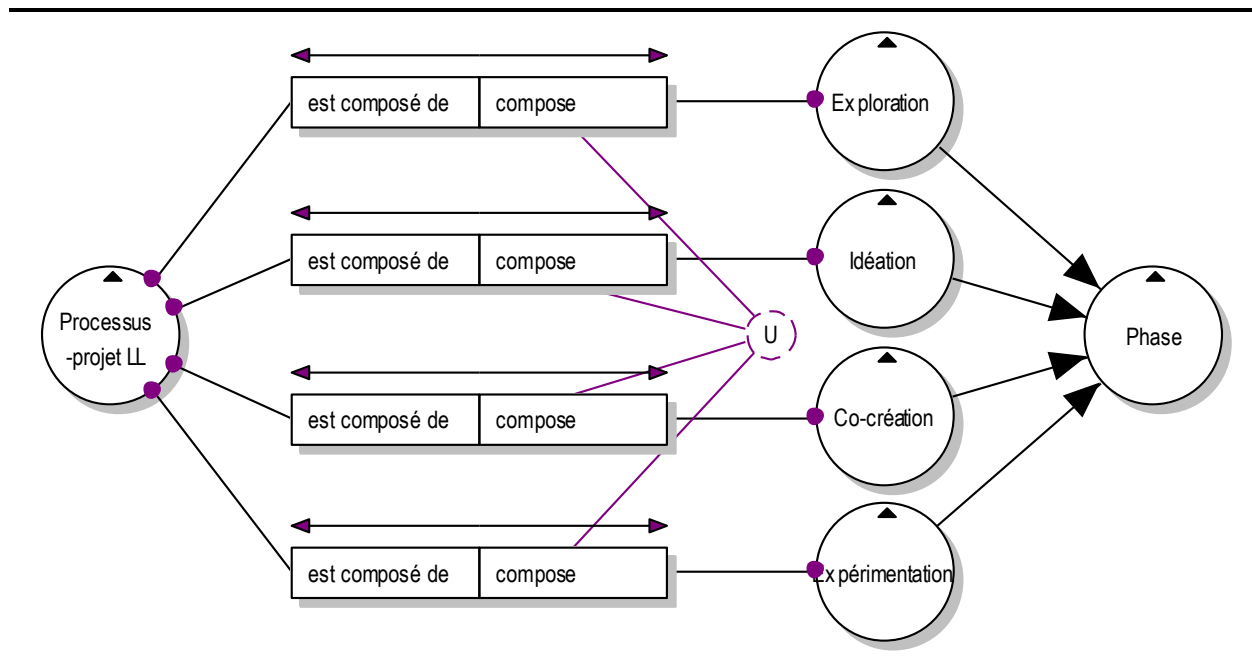 est composé de compose
Exploration
est composé de compose
Idéation
Processus
-projet LL
U
Phase
est composé de compose
Co-création
est composé de compose
Expérimentation